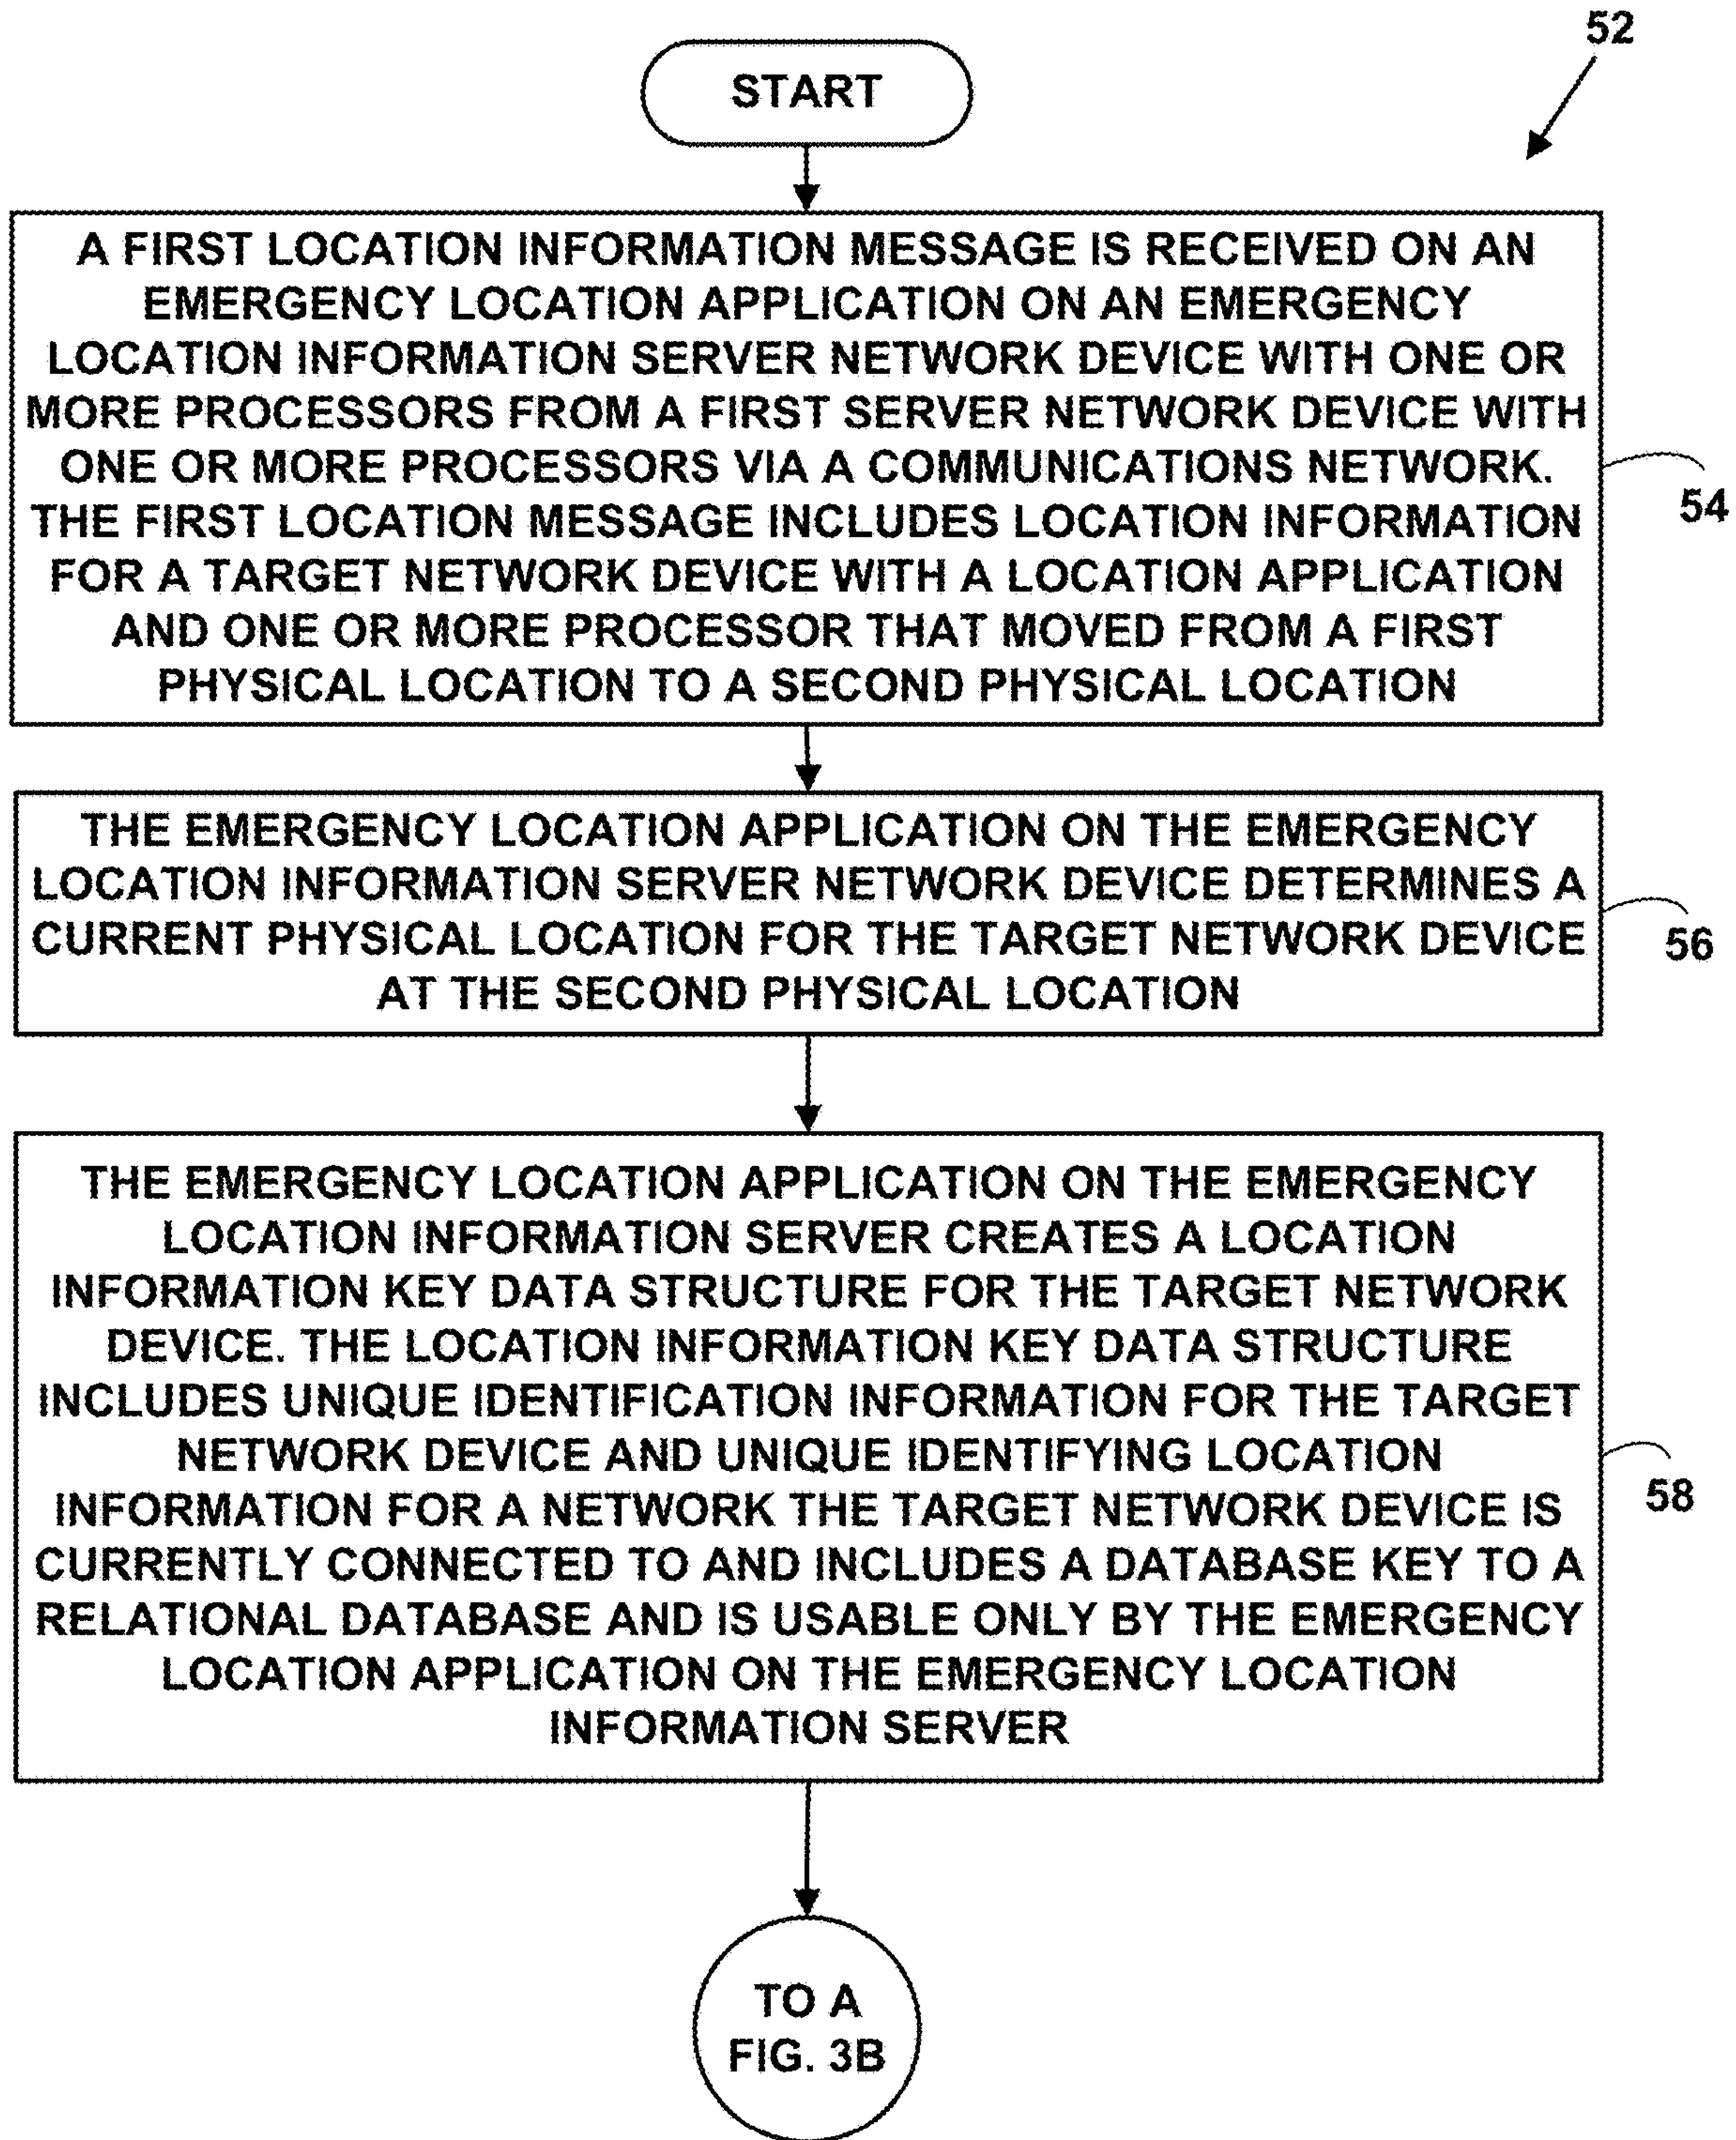 52
START
A FIRST LOCATION INFORMATION MESSAGE IS RECEIVED ON AN
EMERGENCY LOCATION APPLICATION ON AN EMERGENCY
LOCATION INFORMATION SERVER NETWORK DEVICE WITH ONE OR
MORE PROCESSORS FROM A FIRST SERVER NETWORK DEVICE WITH
ONE OR MORE PROCESSORS VIA A COMMUNICATIONS NETWORK.
THE FIRST LOCATION MESSAGE INCLUDES LOCATION INFORMATION
FOR A TARGET NETWORK DEVICE WITH A LOCATION APPLICATION
AND ONE OR MORE PROCESSOR THAT MOVED FROM A FIRST
PHYSICAL LOCATION TO A SECOND PHYSICAL LOCATION
54
THE EMERGENCY LOCATION APPLICATION ON THE EMERGENCY
LOCATION INFORMATION SERVER NETWORK DEVICE DETERMINES A
CURRENT PHYSICAL LOCATION FOR THE TARGET NETWORK DEVICE
AT THE SECOND PHYSICAL LOCATION
56
THE EMERGENCY LOCATION APPLICATION ON THE EMERGENCY
LOCATION INFORMATION SERVER CREATES A LOCATION
INFORMATION KEY DATA STRUCTURE FOR THE TARGET NETWORK
DEVICE. THE LOCATION INFORMATION KEY DATA STRUCTURE
INCLUDES UNIQUE IDENTIFICATION INFORMATION FOR THE TARGET
NETWORK DEVICE AND UNIQUE IDENTIFYING LOCATION
INFORMATION FOR A NETWORK THE TARGET NETWORK DEVICE IS
CURRENTLY CONNECTED TO AND INCLUDES A DATABASE KEY TO A
RELATIONAL DATABASE AND IS USABLE ONLY BY THE EMERGENCY
LOCATION APPLICATION ON THE EMERGENCY LOCATION
INFORMATION SERVER
58
TO A
FIG. 3B